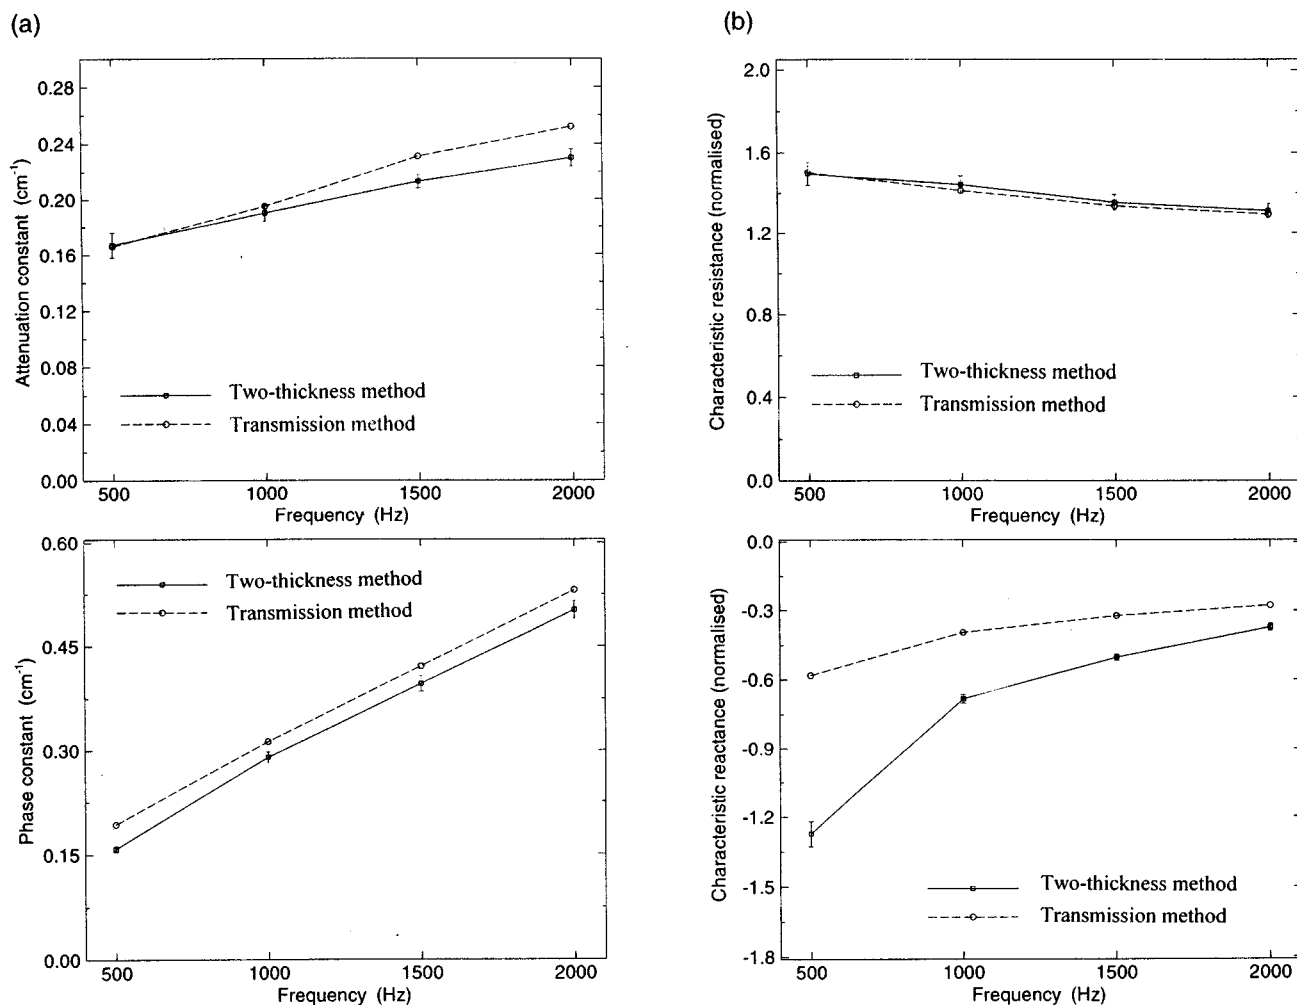 (a)
(b)
0.28
0.24
0.20
0.16
0.12
0.08
0.04
0.00
Attenuation constant (cm-1)
Two-thickness method
Transmission method
500 1000 1500 2000
Frequency (Hz)
2.0
1.6
1.2
0.8
0.4
0.0
Characteristic resistance (normalised)
Two-thickness method
Transmission method
500 1000 1500 2000
Frequency (Hz)
0.60
0.45
0.30
0.15
0.00
Phase constant (cm-1)
Two-thickness method
Transmission method
500 1000 1500 2000
Frequency (Hz)
0.0
-0.3
-0.6
-0.9
-1.2
-1.5
-1.8
Characteristic reactance (normalised)
Two-thickness method
Transmission method
500 1000 1500 2000
Frequency (Hz)